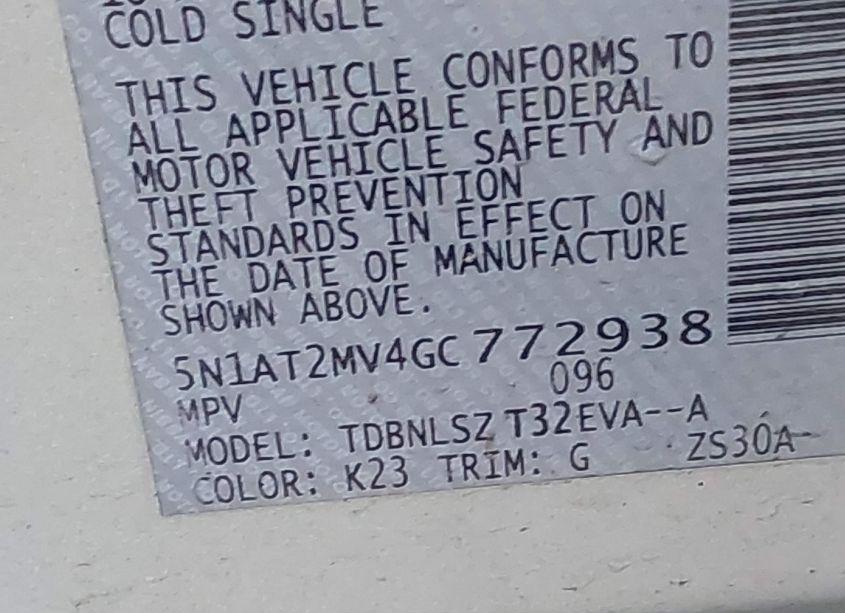 COLD SINGLE
THIS VEHICLE CONFORMS TO
ALL APPLICABLE FEDERAL
MOTOR VEHICLE SAFETY AND
THEFT PREVENTION
STANDARDS IN EFFECT ON
THE DATE OF MANUFACTURE
SHOWN ABOVE.
5N1AT2MV4GC772938
MPV 096
MODEL: TDBNLSZ T32EVA--A
COLOR: K23 TRIM: G ZS30A-